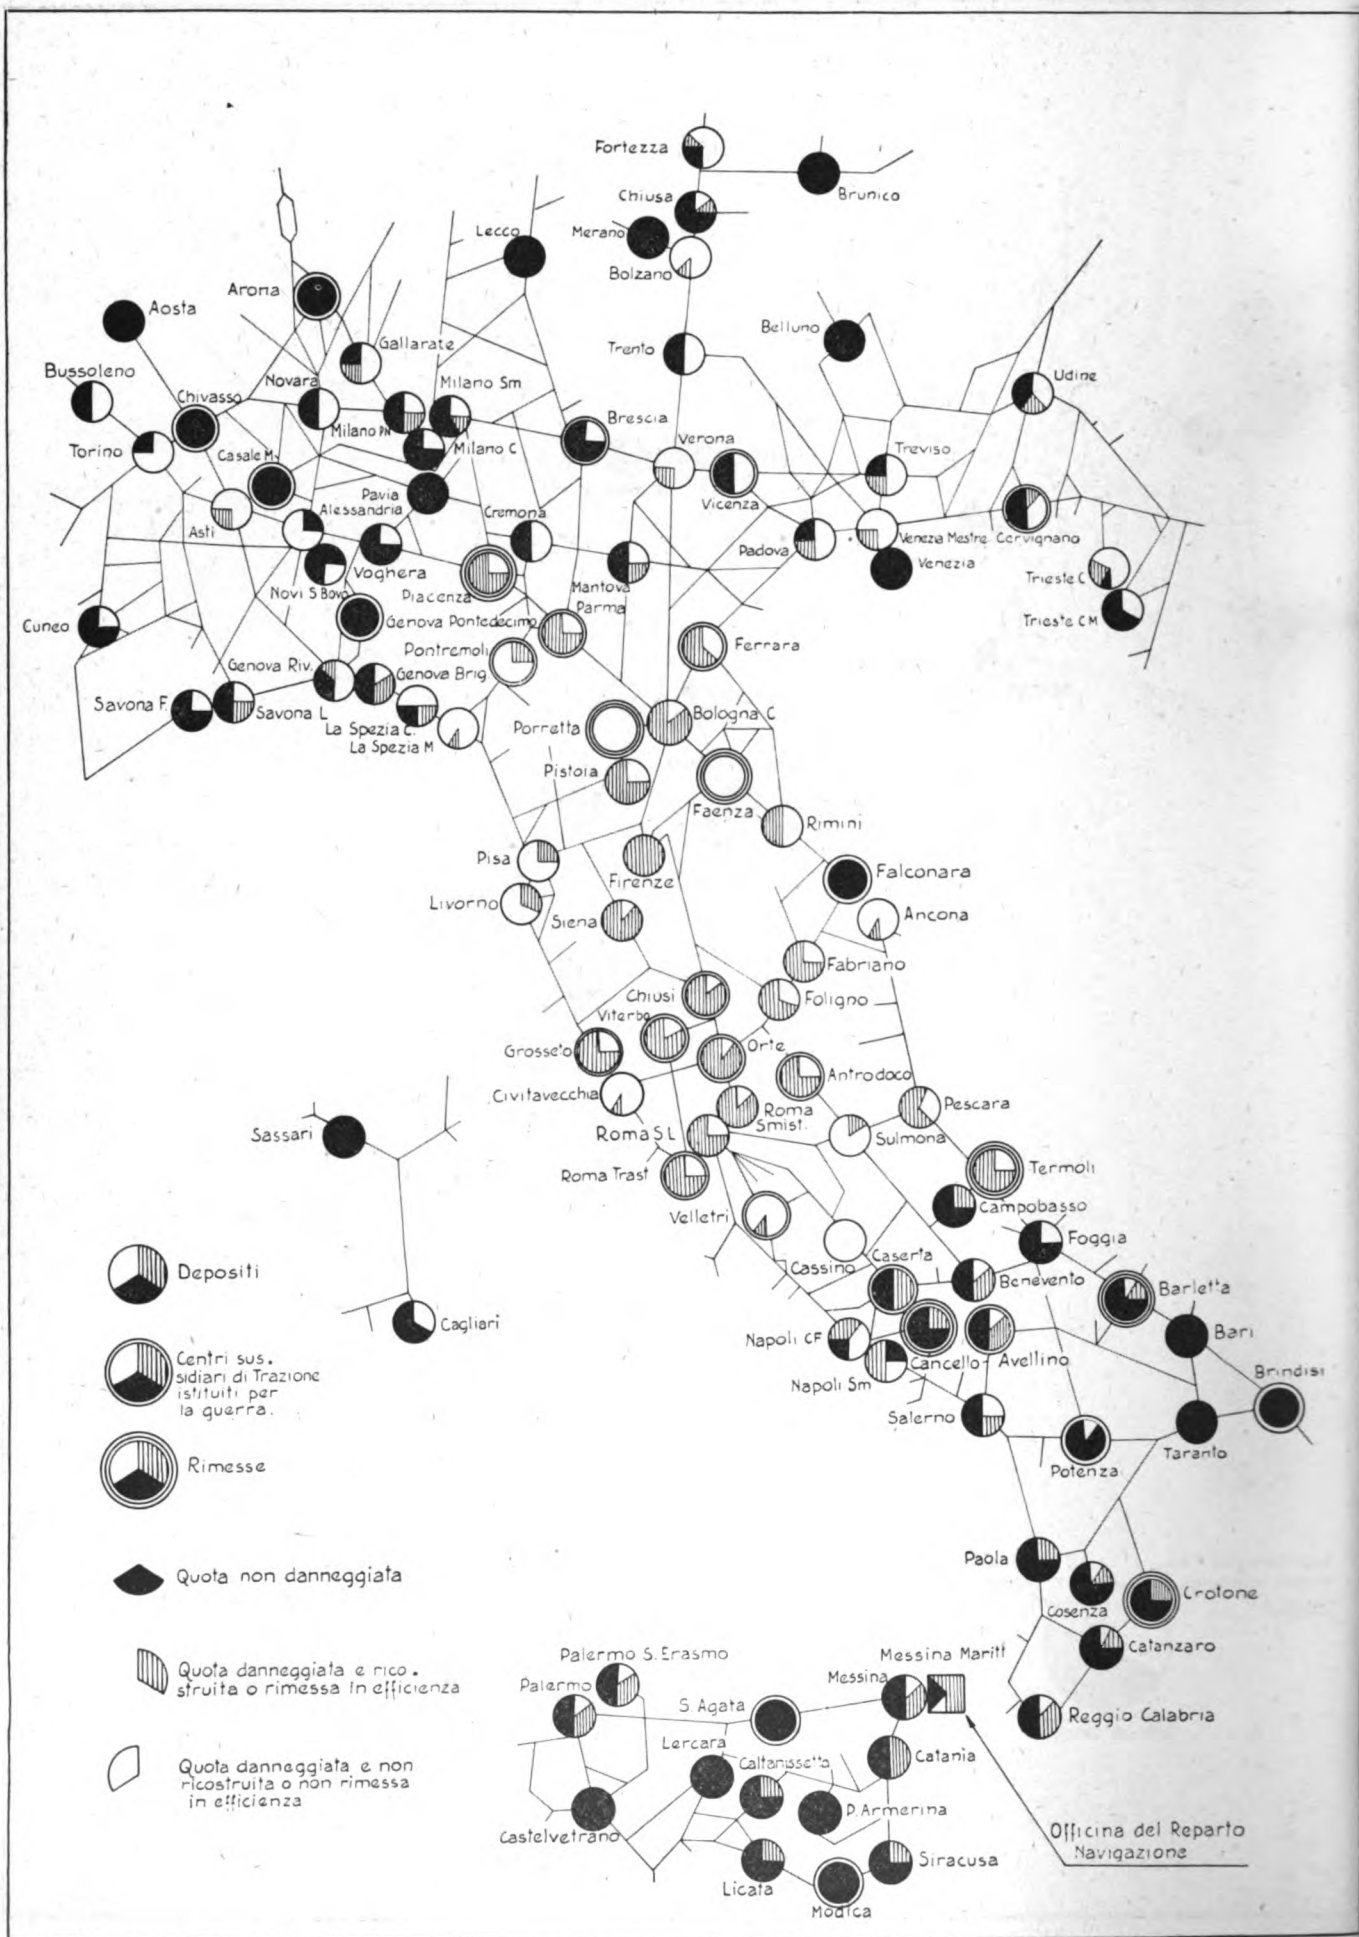 Fortezza
Brunico
Chiusa
Merano
Bolzano
Lecco
Arona
Aosta
Gallarate
Trento
Belluno
Bussoleno
Chivasso
Novara
Milano Sm
Udine
Torino
Casale M.
Milano PN
Milano C
Brescia
Verona
Treviso
Asti
Pavia
Alessandria
Cremona
Vicenza
Padova
Venezia Mestre
Cervignano
Novi S Bovo
Voghera
Piacenza
Mantova
Venezia
Trieste C
Trieste CM
Cuneo
Genova Pontedecimo
Parma
Pontremoli
Ferrara
Genova Riv.
Genova Brig.
Savona F.
Savona L
La Spezia C.
La Spezia M
Porretta
Bologna C
Pistoia
Faenza
Rimini
Pisa
Firenze
Falconara
Livorno
Siena
Ancona
Fabriano
Chiusi
Foligno
Viterbo
Grosseto
Orte
Antrodoco
Civitavecchia
Roma
Smist.
Pescara
Sassari
Roma S L
Sulmona
Roma Trast
Termoli
Velletri
Campobasso
Cassino
Caserta
Foggia
Benevento
Barletta
Cagliari
Napoli CF
Cancello
Avellino
Bari
Napoli Sm
Brindisi
Salerno
Potenza
Taranto
Paola
Cosenza
Crotone
Catanzaro
Reggio Calabria
Palermo S. Erasmo
Messina Maritt
Palermo
Messina
S. Agata
Lercara
Caltanissetta
Catania
P. Armerina
Castelvetrano
Siracusa
Licata
Modica
Officina del Reparto
Navigazione
Depositi
Centri sus.
sidiari di Trazione
istituiti per
la guerra.
Rimesse
Quota non danneggiata
Quota danneggiata e rico.
struita o rimessa in efficienza
Quota danneggiata e non
ricostruita o non rimessa
in efficienza